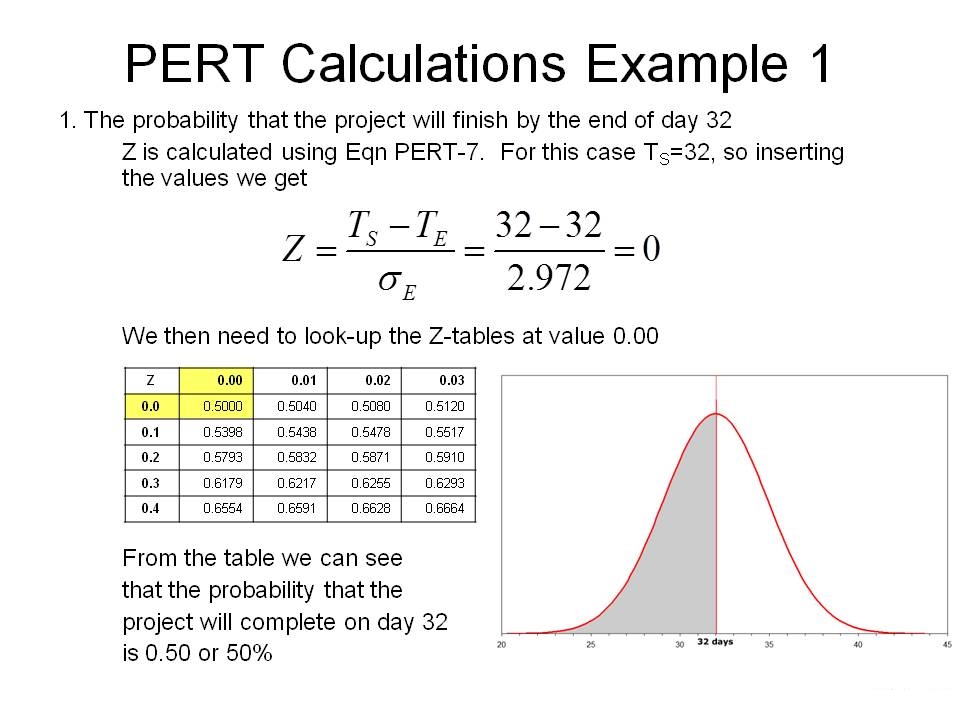 PERT Calculations Example 1
1. The probability that the project will finish by the end of day 32
Z is calculated using Eqn PERT-7. For this case TS=32, so inserting
the values we get
Z = (TS − TE) / σE = (32 − 32) / 2.972 = 0
We then need to look-up the Z-tables at value 0.00
Z 0.00 0.01 0.02 0.03
0.0 0.5000 0.5040 0.5080 0.5120
0.1 0.5398 0.5438 0.5478 0.5517
0.2 0.5793 0.5832 0.5871 0.5910
0.3 0.6179 0.6217 0.6255 0.6293
0.4 0.6554 0.6591 0.6628 0.6664
From the table we can see
that the probability that the
project will complete on day 32
is 0.50 or 50%
20 25 30 32 days 35 40 45